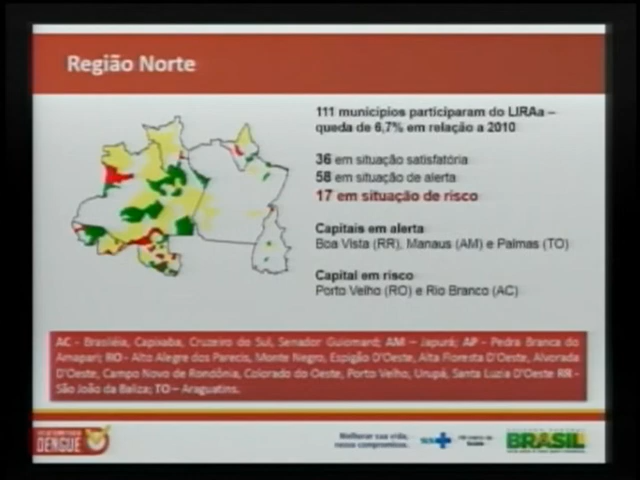 Região Norte
111 municípios participaram do LIRAa –
queda de 6,7% em relação a 2010
36 em situação satisfatória
58 em situação de alerta
17 em situação de risco
Capitais em alerta
Boa Vista (RR), Manaus (AM) e Palmas (TO)
Capital em risco
Porto Velho (RO) e Rio Branco (AC)
AC - Brasiléia, Capixaba, Cruzeiro do Sul, Senador Guiomard; AM – Japurá; AP - Pedra Branca do
Amapari; RO - Alto Alegre dos Parecis, Monte Negro, Espigão D'Oeste, Alta Floresta D'Oeste, Alvorada
D'Oeste, Campo Novo de Rondônia, Colorado do Oeste, Porto Velho, Urupá, Santa Luzia D'Oeste RR -
São João da Baliza; TO – Araguatins.
DENGUE
Melhorar sua vida,
nosso compromisso.
SUS
BRASIL